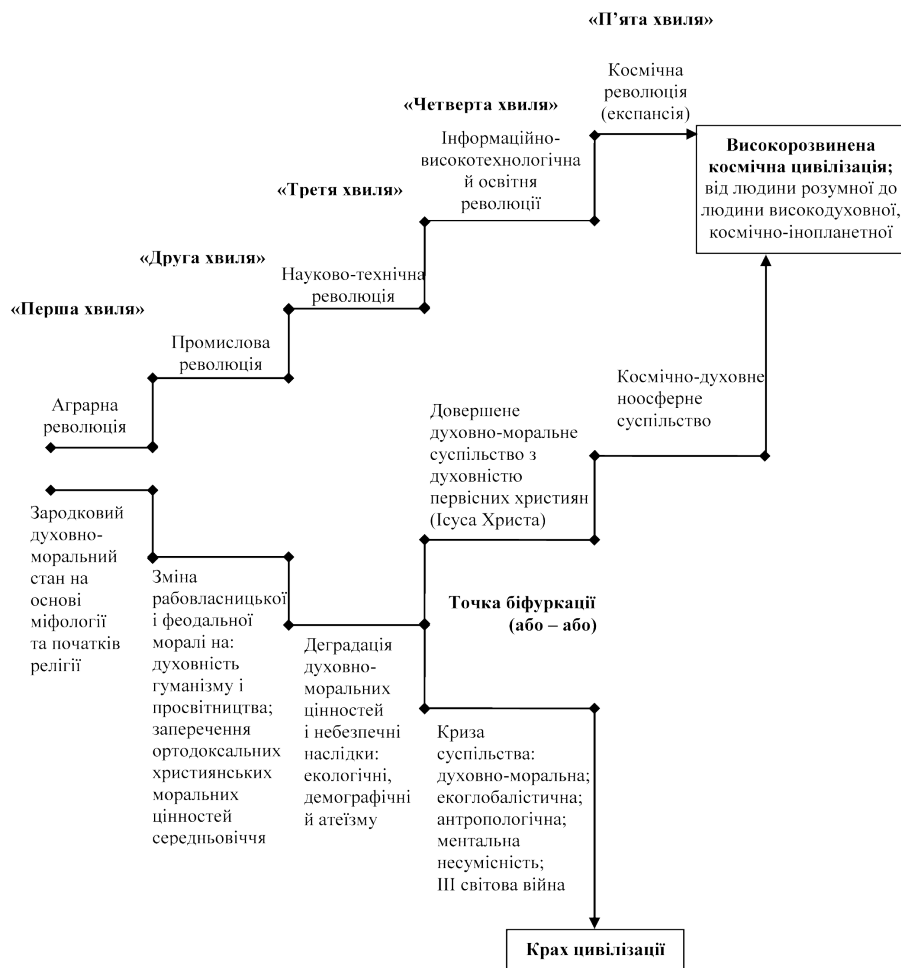 «П'ята хвиля»
Космічна
революція
(експансія)
«Четверта хвиля»
Інформаційно-
високотехнологічна
й освітня
революції
Високорозвинена
космічна цивілізація;
від людини розумної до
людини високодуховної,
космічно-інопланетної
«Третя хвиля»
Науково-технічна
революція
«Друга хвиля»
Промислова
революція
«Перша хвиля»
Аграрна
революція
Космічно-духовне
ноосферне
суспільство
Довершене
духовно-моральне
суспільство з
духовністю
первісних християн
(Ісуса Христа)
Зародковий
духовно-
моральний
стан на
основі
міфології
та початків
релігії
Зміна
рабовласницької
і феодальної
моралі на:
духовність
гуманізму і
просвітництва;
заперечення
ортодоксальних
християнських
моральних
цінностей
середньовіччя
Деградація
духовно-
моральних
цінностей
і небезпечні
наслідки:
екологічні,
демографічні
й атеїзму
Точка біфуркації
(або – або)
Криза
суспільства:
духовно-моральна;
екоглобалістична;
антропологічна;
ментальна
несумісність;
ІІІ світова війна
Крах цивілізації